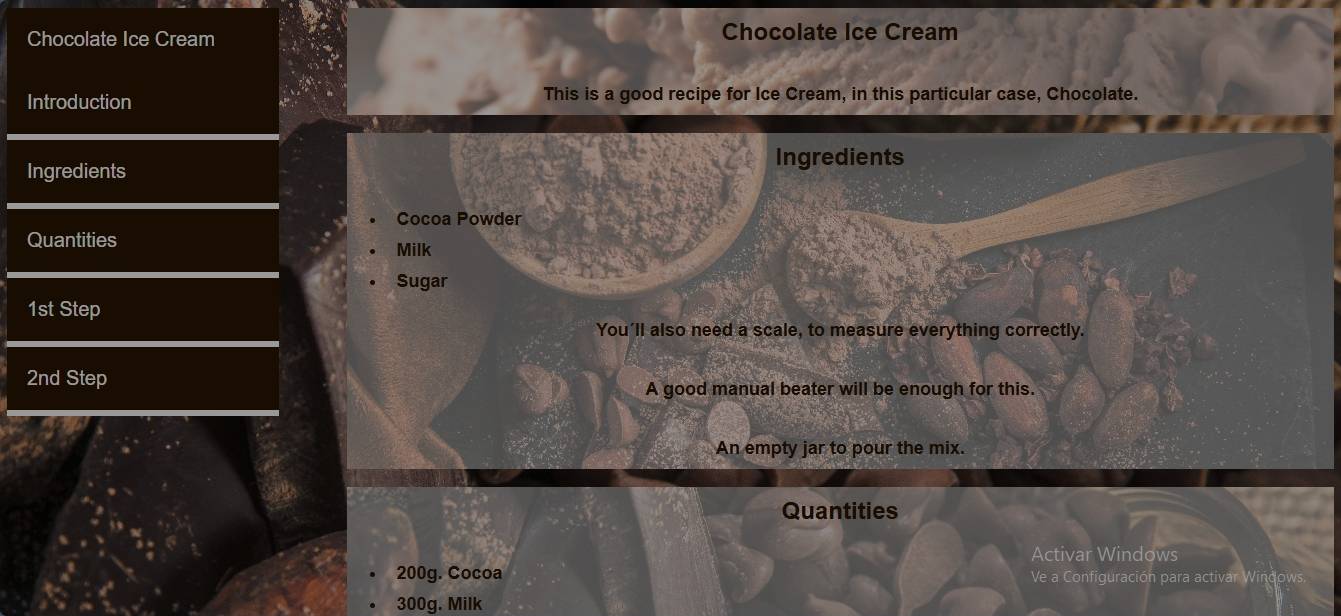 Chocolate Ice Cream
Introduction
Ingredients
Quantities
1st Step
2nd Step
Chocolate Ice Cream
This is a good recipe for Ice Cream, in this particular case, Chocolate.
Ingredients
• Cocoa Powder
• Milk
• Sugar
You´ll also need a scale, to measure everything correctly.
A good manual beater will be enough for this.
An empty jar to pour the mix.
Quantities
• 200g. Cocoa
• 300g. Milk
Activar Windows
Ve a Configuración para activar Windows.